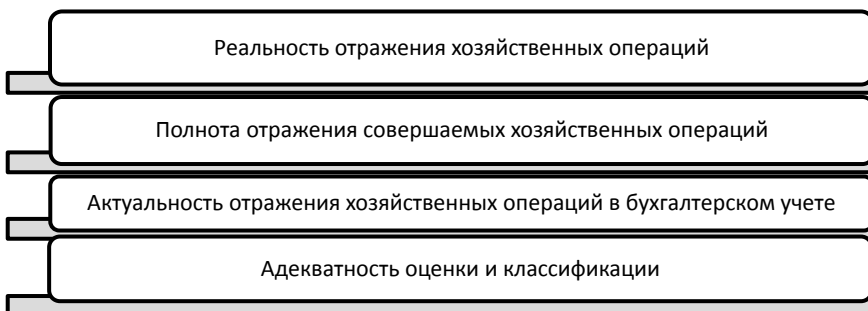 Реальность отражения хозяйственных операций
Полнота отражения совершаемых хозяйственных операций
Актуальность отражения хозяйственных операций в бухгалтерском учете
Адекватность оценки и классификации